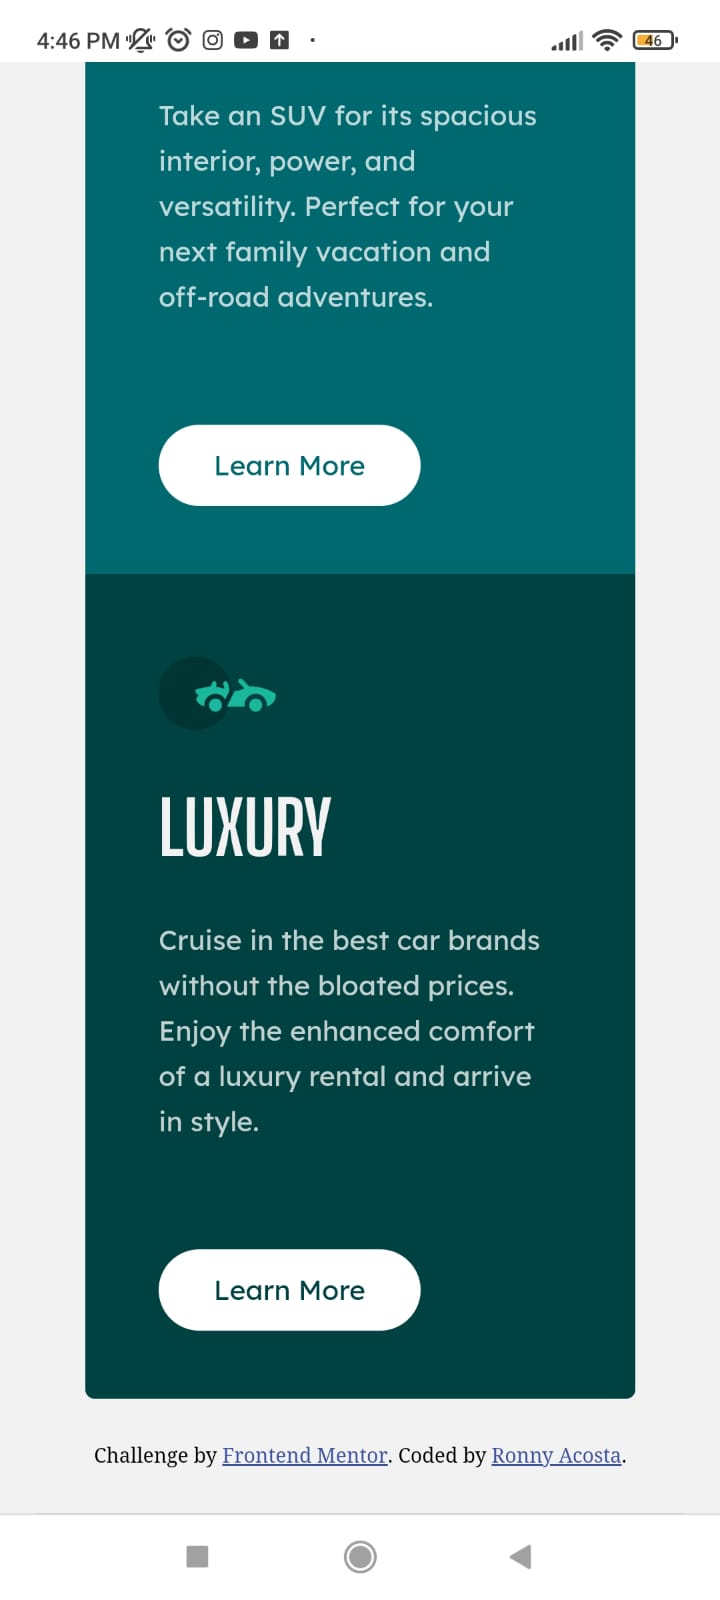 4:46 PM
46
Take an SUV for its spacious
interior, power, and
versatility. Perfect for your
next family vacation and
off-road adventures.
Learn More
LUXURY
Cruise in the best car brands
without the bloated prices.
Enjoy the enhanced comfort
of a luxury rental and arrive
in style.
Learn More
Challenge by Frontend Mentor. Coded by Ronny Acosta.